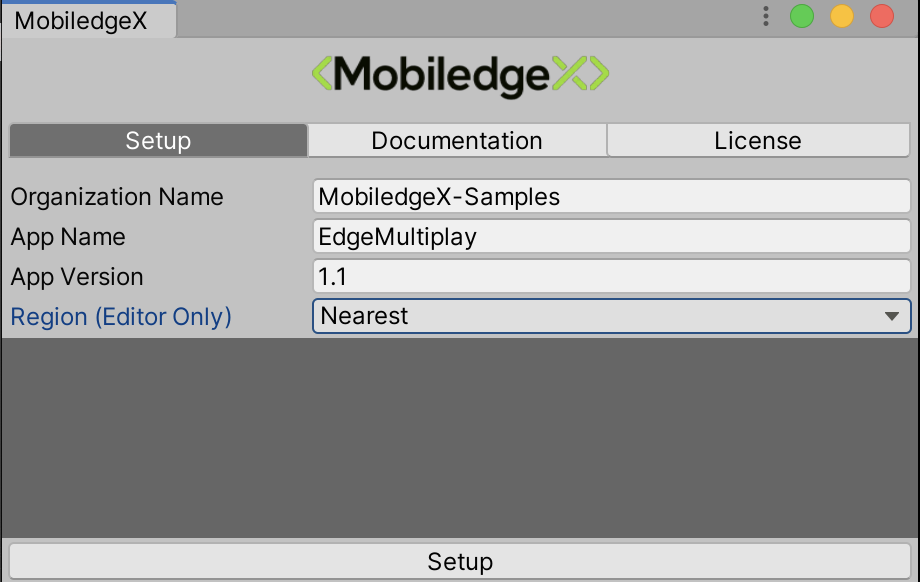 MobiledgeX
<MobiledgeX>
Setup Documentation License
Organization Name MobiledgeX-Samples
App Name EdgeMultiplay
App Version 1.1
Region (Editor Only) Nearest
Setup